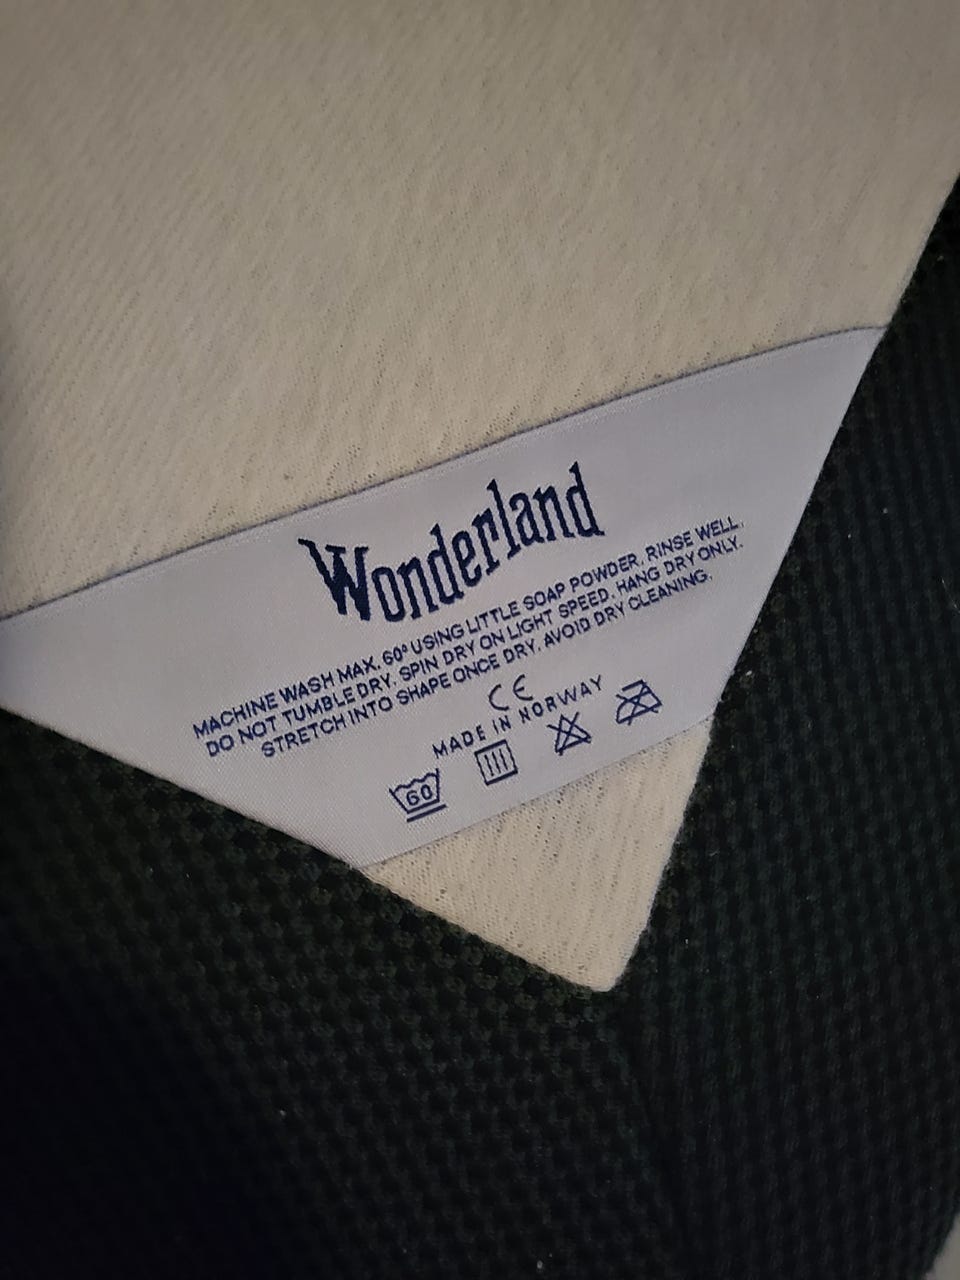 Wonderland
MACHINE WASH MAX. 60° USING LITTLE SOAP POWDER. RINSE WELL.
DO NOT TUMBLE DRY. SPIN DRY ON LIGHT SPEED. HANG DRY ONLY.
STRETCH INTO SHAPE ONCE DRY. AVOID DRY CLEANING.
CE
MADE IN NORWAY
60